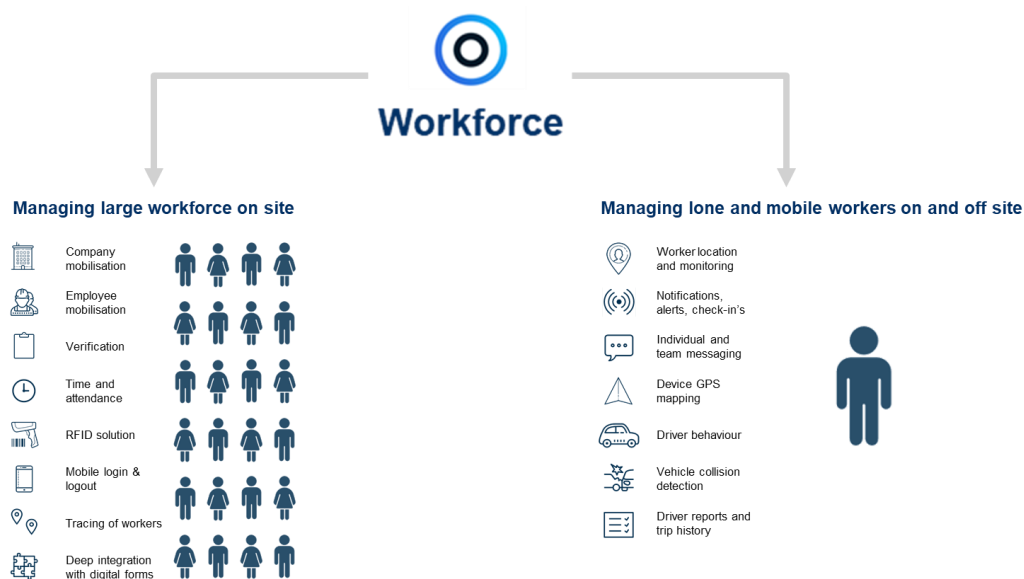 Workforce
Managing large workforce on site
Company
mobilisation
Employee
mobilisation
Verification
Time and
attendance
RFID solution
Mobile login &
logout
Tracing of workers
Deep integration
with digital forms
Managing lone and mobile workers on and off site
Worker location
and monitoring
Notifications,
alerts, check-in's
Individual and
team messaging
Device GPS
mapping
Driver behaviour
Vehicle collision
detection
Driver reports and
trip history